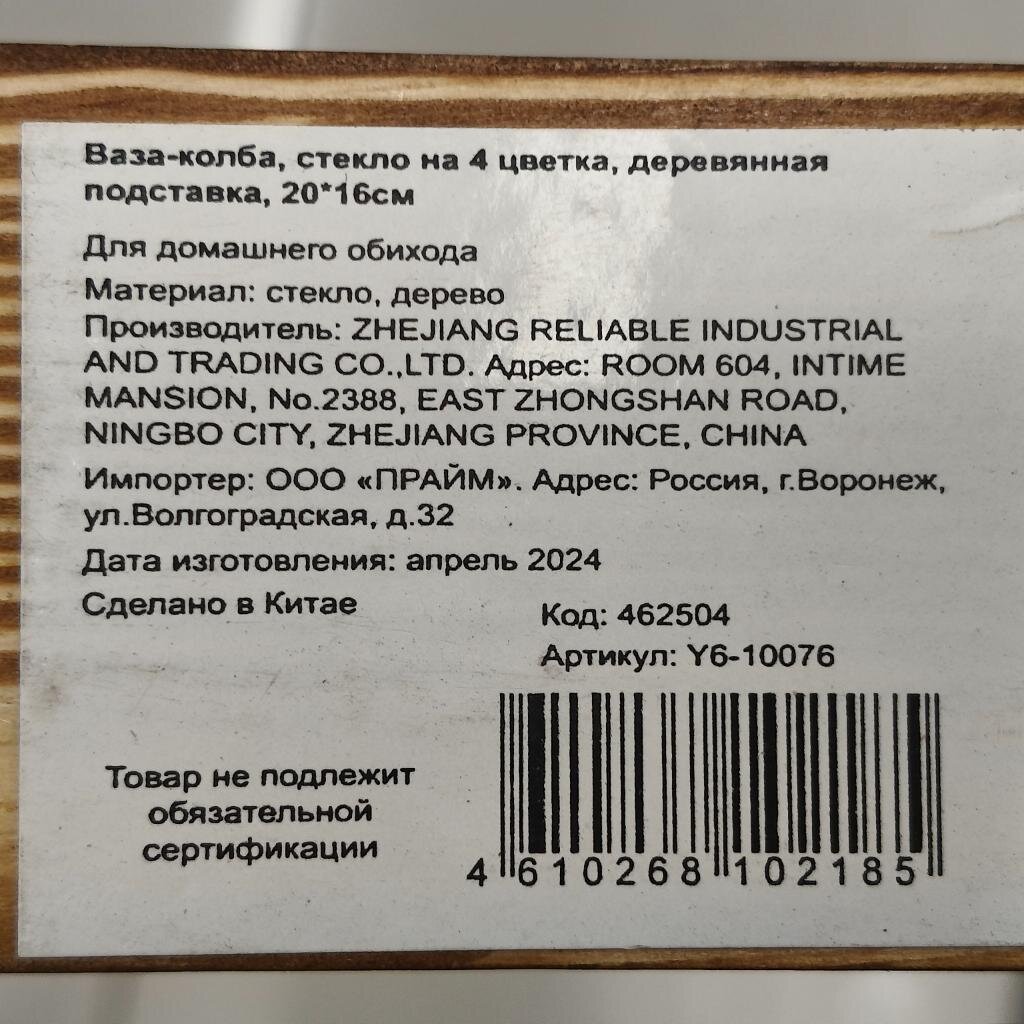 Ваза-колба, стекло на 4 цветка, деревянная
подставка, 20*16см
Для домашнего обихода
Материал: стекло, дерево
Производитель: ZHEJIANG RELIABLE INDUSTRIAL
AND TRADING CO.,LTD. Адрес: ROOM 604, INTIME
MANSION, No.2388, EAST ZHONGSHAN ROAD,
NINGBO CITY, ZHEJIANG PROVINCE, CHINA
Импортер: ООО «ПРАЙМ». Адрес: Россия, г.Воронеж,
ул.Волгоградская, д.32
Дата изготовления: апрель 2024
Сделано в Китае
Код: 462504
Артикул: Y6-10076
Товар не подлежит
обязательной
сертификации
4 610268 102185